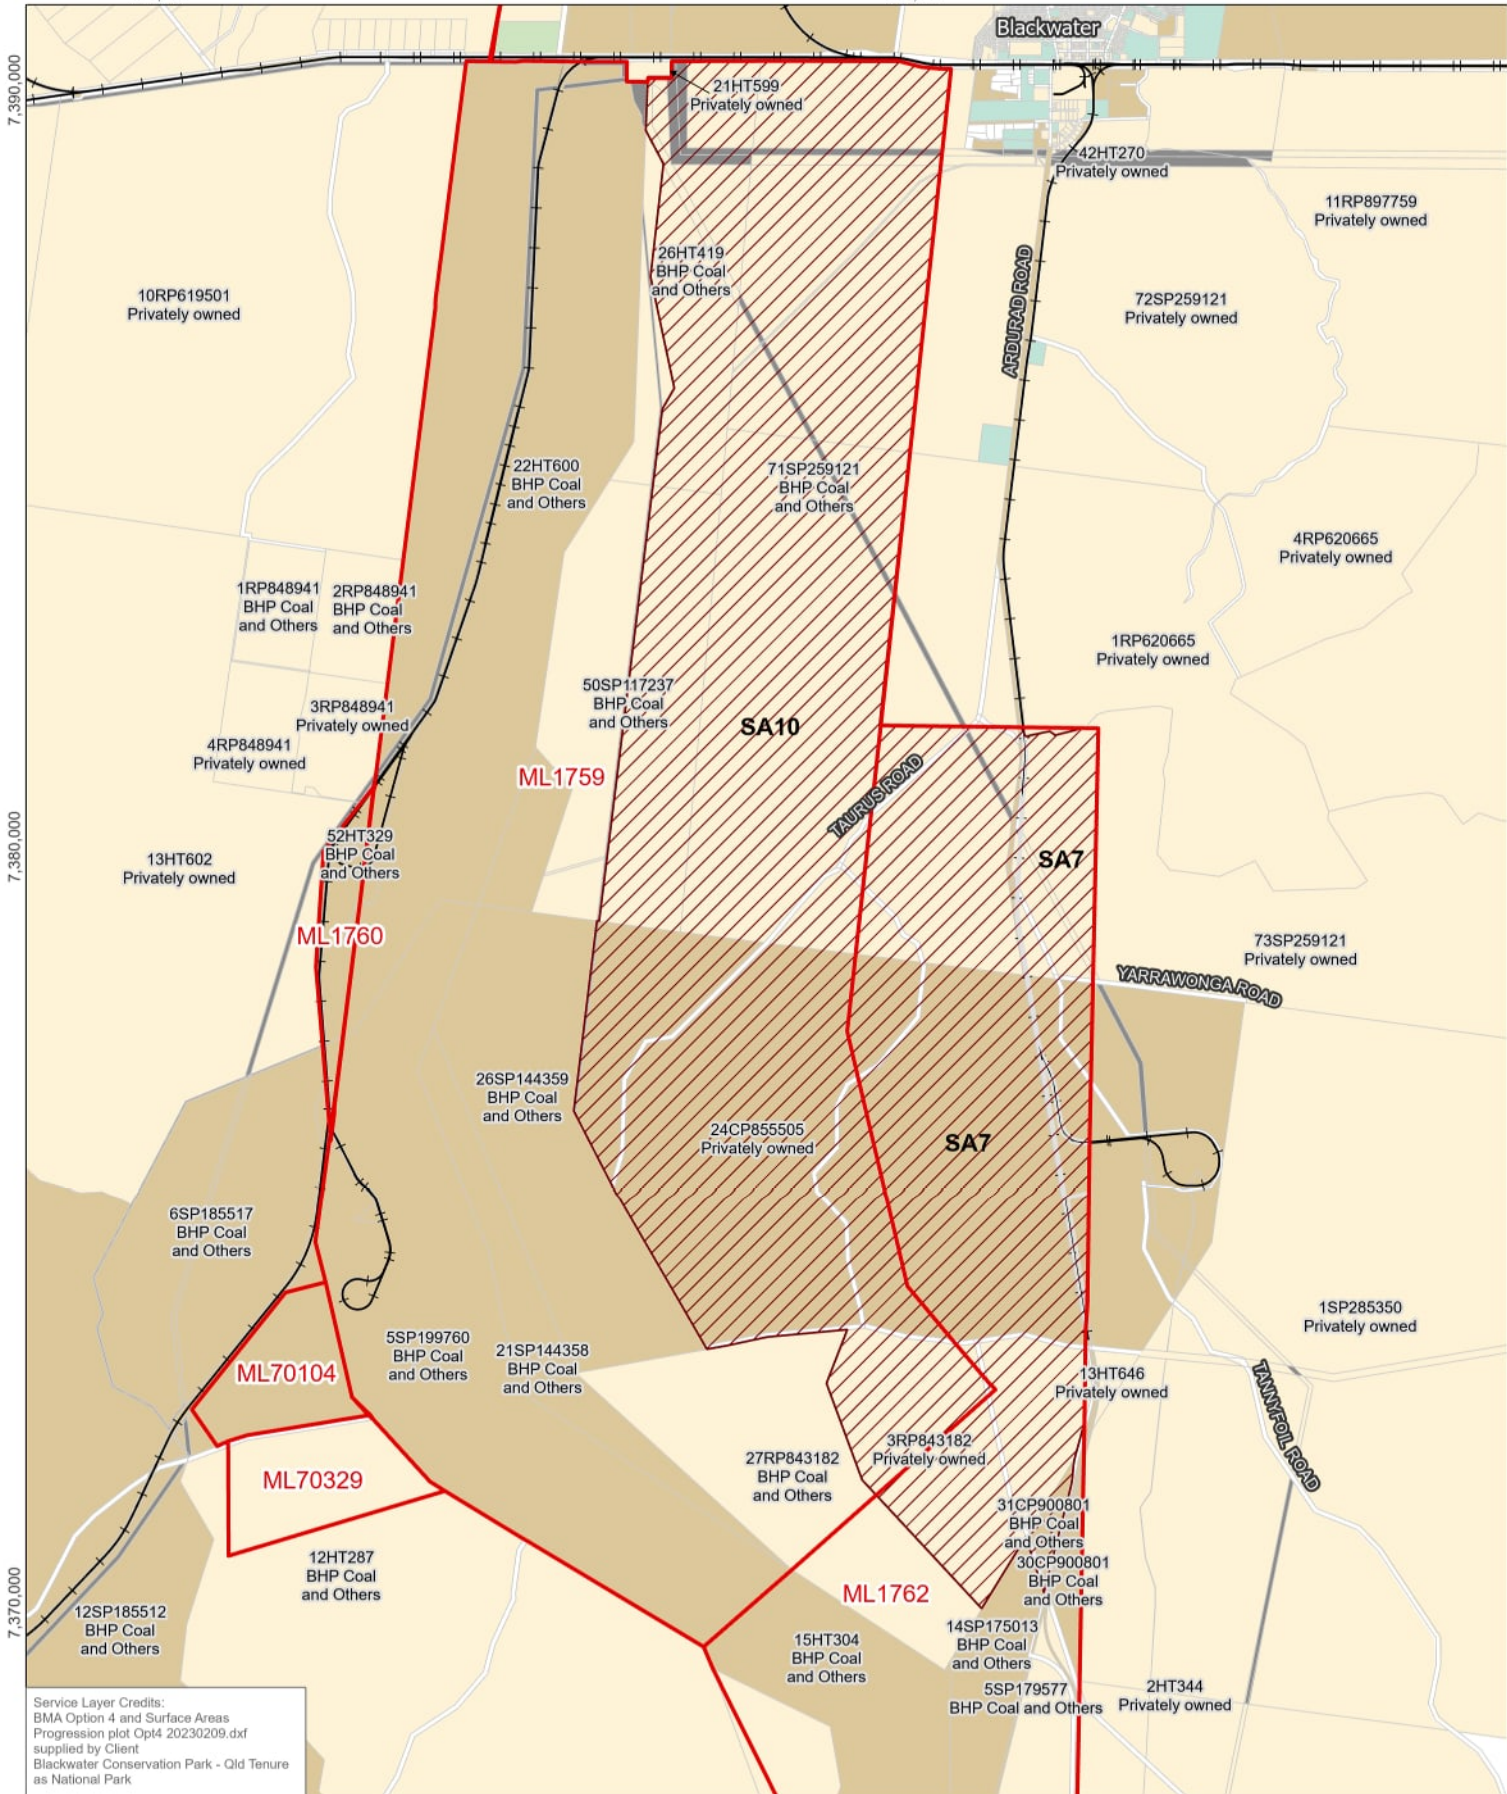 Blackwater
7,390,000
21HT599
Privately owned
42HT270
Privately owned
11RP897759
Privately owned
26HT419
BHP Coal
and Others
10RP619501
Privately owned
ARDURAD ROAD
72SP259121
Privately owned
22HT600
BHP Coal
and Others
71SP259121
BHP Coal
and Others
4RP620665
Privately owned
1RP848941
BHP Coal
and Others
2RP848941
BHP Coal
and Others
1RP620665
Privately owned
50SP117237
BHP Coal
and Others
3RP848941
Privately owned
SA10
4RP848941
Privately owned
ML1759
TAURUS ROAD
7,380,000
52HT329
BHP Coal
and Others
SA7
13HT602
Privately owned
ML1760
73SP259121
Privately owned
YARRAWONGA ROAD
26SP144359
BHP Coal
and Others
24CP855505
Privately owned
SA7
6SP185517
BHP Coal
and Others
1SP285350
Privately owned
5SP199760
BHP Coal
and Others
21SP144358
BHP Coal
and Others
ML70104
13HT646
Privately owned
TANNYFOIL ROAD
3RP843182
Privately owned
27RP843182
BHP Coal
and Others
ML70329
31CP900801
BHP Coal
and Others
12HT287
BHP Coal
and Others
30CP900801
BHP Coal
and Others
ML1762
7,370,000
12SP185512
BHP Coal
and Others
15HT304
BHP Coal
and Others
14SP175013
BHP Coal
and Others
5SP179577
BHP Coal and Others
2HT344
Privately owned
Service Layer Credits:
BMA Option 4 and Surface Areas
Progression plot Opt4 20230209.dxf
supplied by Client
Blackwater Conservation Park - Qld Tenure
as National Park